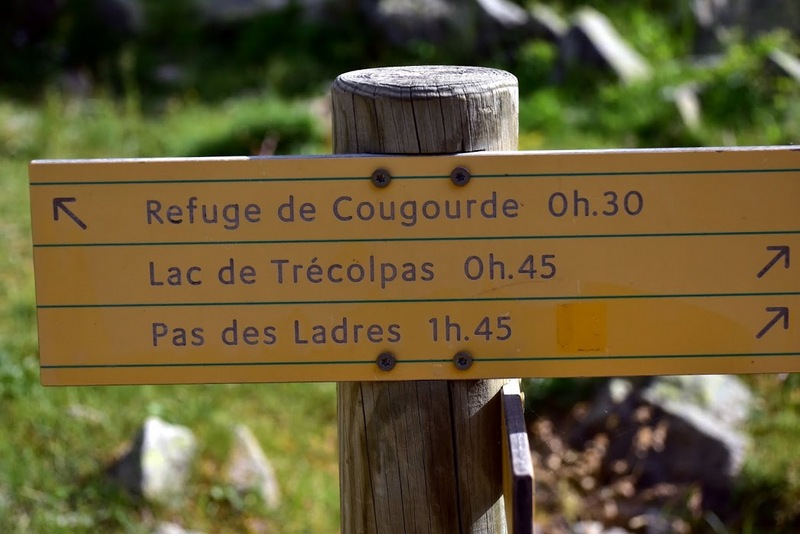 Refuge de Cougourde 0h.30
Lac de Trécolpas 0h.45
Pas des Ladres 1h.45